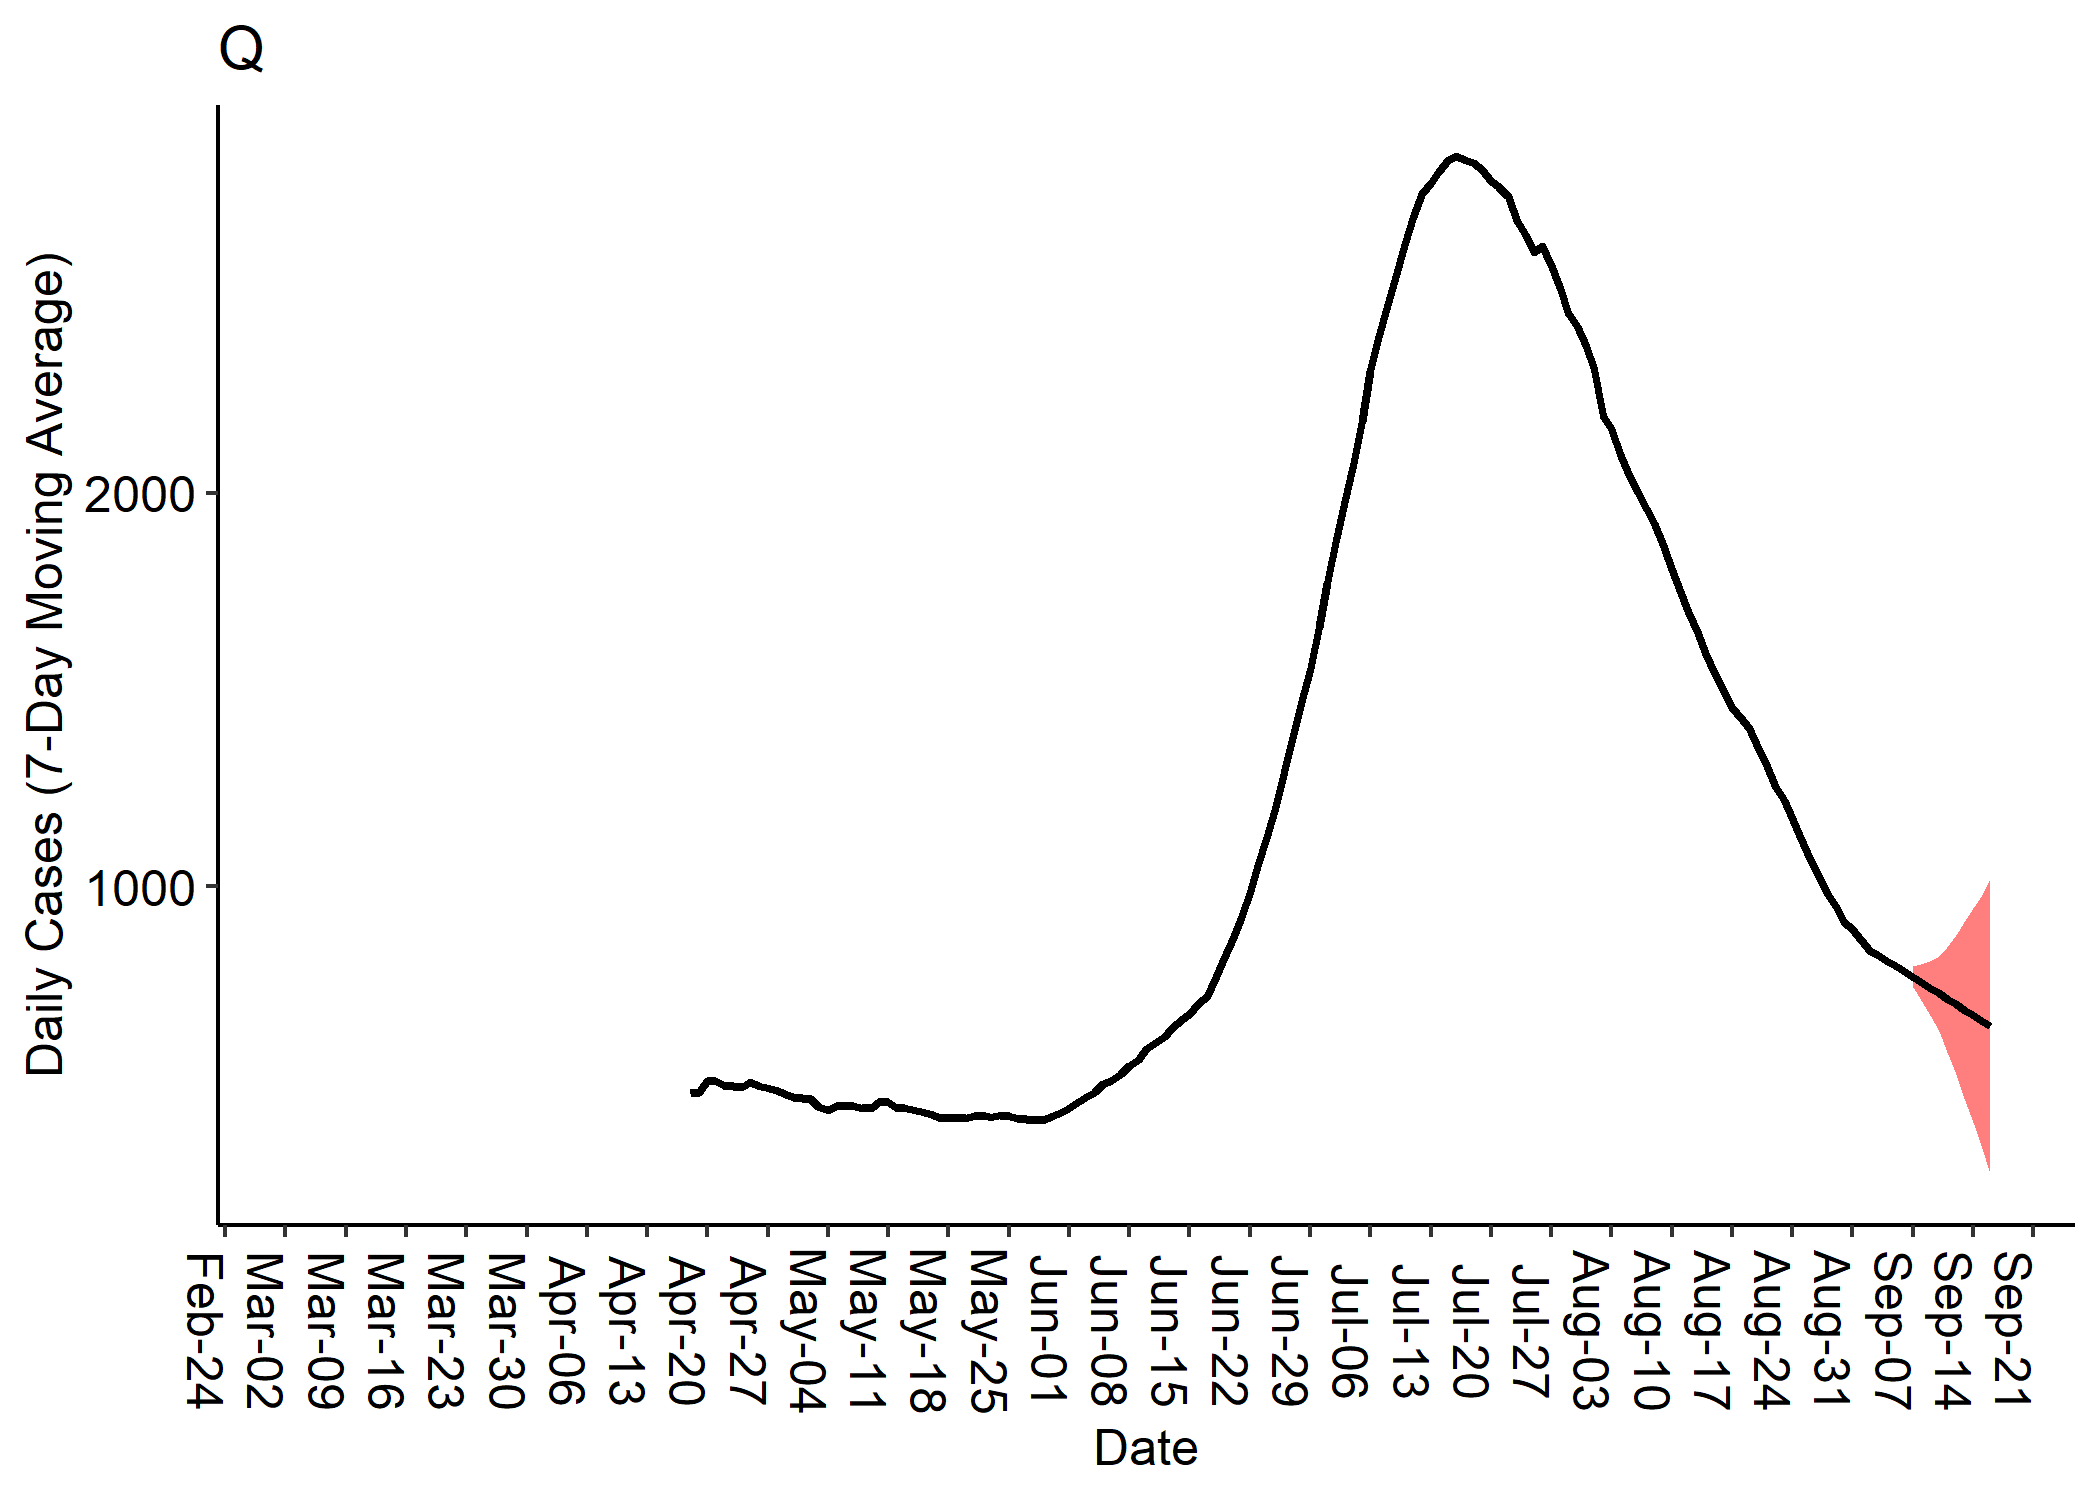 Q
Daily Cases (7-Day Moving Average)
2000
1000
Feb-24
Mar-02
Mar-09
Mar-16
Mar-23
Mar-30
Apr-06
Apr-13
Apr-20
Apr-27
May-04
May-11
May-18
May-25
Jun-01
Jun-08
Jun-15
Jun-22
Jun-29
Jul-06
Jul-13
Jul-20
Jul-27
Aug-03
Aug-10
Aug-17
Aug-24
Aug-31
Sep-07
Sep-14
Sep-21
Date